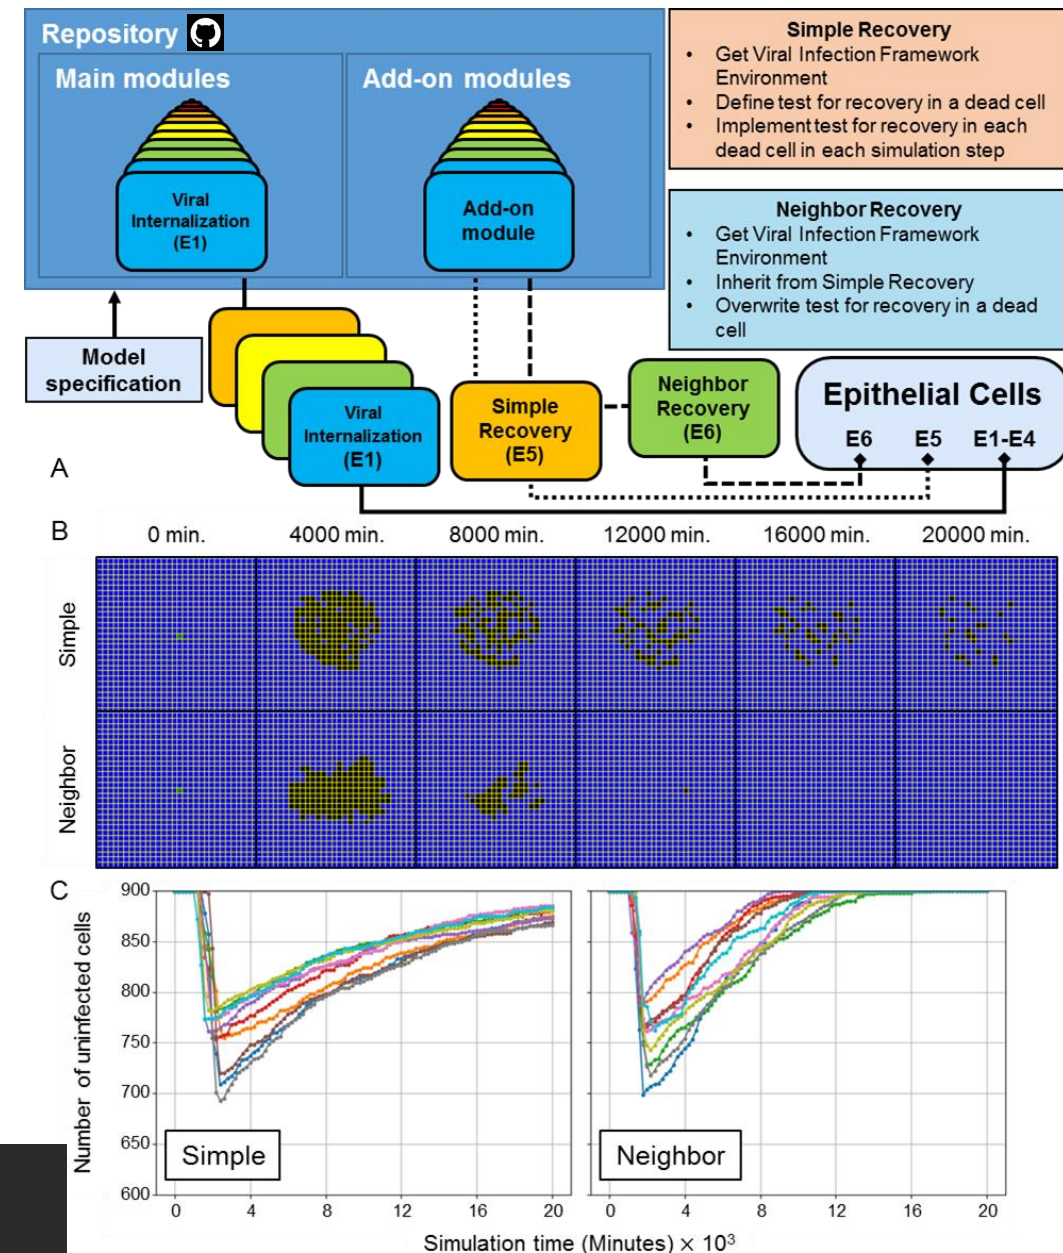 Repository
Main modules
Add-on modules
Viral
Internalization
(E1)
Add-on
module
Simple Recovery
• Get Viral Infection Framework
Environment
• Define test for recovery in a dead cell
• Implement test for recovery in each
dead cell in each simulation step
Neighbor Recovery
• Get Viral Infection Framework
Environment
• Inherit from Simple Recovery
• Overwrite test for recovery in a dead
cell
Model
specification
Viral
Internalization
(E1)
Simple
Recovery
(E5)
Neighbor
Recovery
(E6)
Epithelial Cells
E6 E5 E1-E4
A
B
0 min. 4000 min. 8000 min. 12000 min. 16000 min. 20000 min.
Simple
Neighbor
C
Number of uninfected cells
900
850
800
750
700
650
600
Simple
Neighbor
0 4 8 12 16 20
0 4 8 12 16 20
Simulation time (Minutes) × 10³